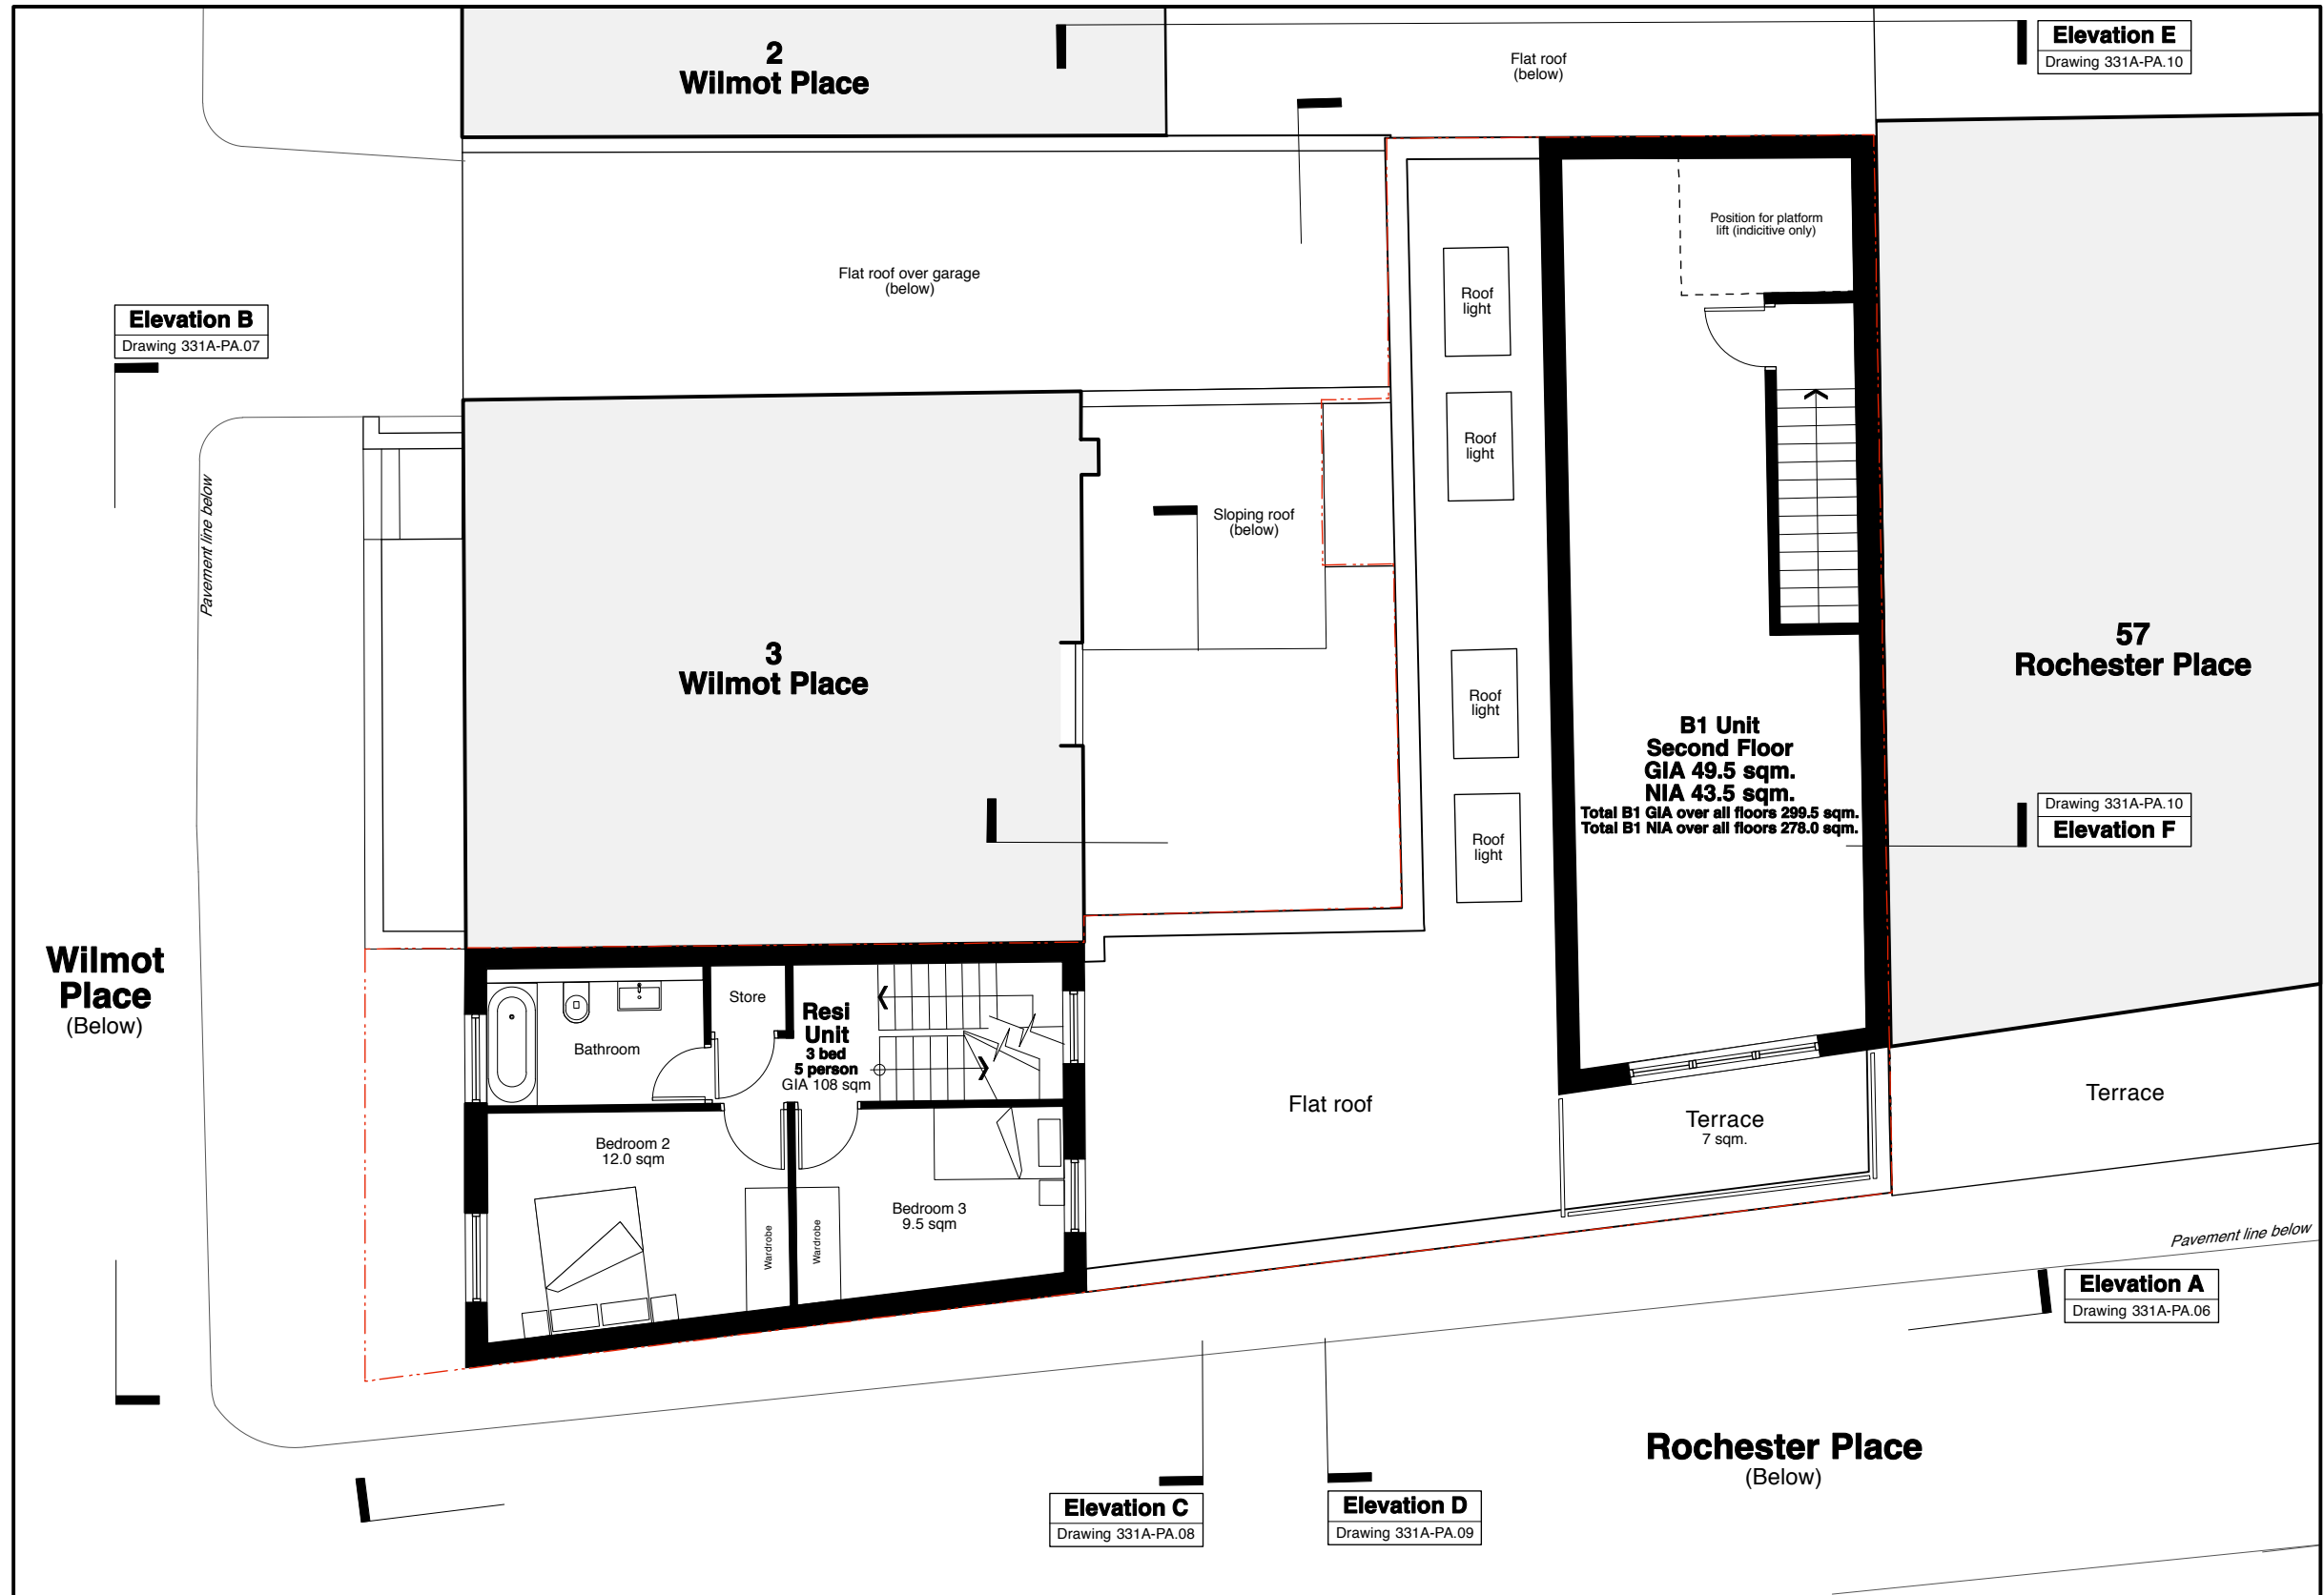 2
Wilmot Place
Flat roof
(below)
Elevation E
Drawing 331A-PA.10
Position for platform
lift (indicitive only)
Flat roof over garage
(below)
Roof
light
Elevation B
Drawing 331A-PA.07
Roof
light
Pavement line below
Sloping roof
(below)
3
Wilmot Place
57
Rochester Place
Roof
light
B1 Unit
Second Floor
GIA 49.5 sqm.
NIA 43.5 sqm.
Total B1 GIA over all floors 299.5 sqm.
Total B1 NIA over all floors 278.0 sqm.
Roof
light
Drawing 331A-PA.10
Elevation F
Wilmot
Place
(Below)
Store
Bathroom
Resi
Unit
3 bed
5 person
GIA 108 sqm
Flat roof
Terrace
7 sqm.
Terrace
Bedroom 2
12.0 sqm
Wardrobe
Wardrobe
Bedroom 3
9.5 sqm
Pavement line below
Elevation A
Drawing 331A-PA.06
Rochester Place
(Below)
Elevation C
Drawing 331A-PA.08
Elevation D
Drawing 331A-PA.09